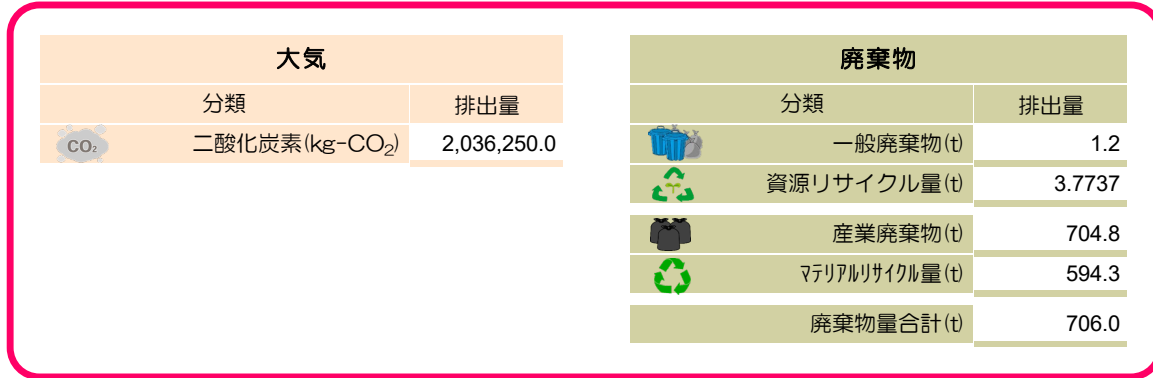 大気
分類 排出量
CO₂ 二酸化炭素(kg-CO₂) 2,036,250.0
廃棄物
分類 排出量
一般廃棄物(t) 1.2
資源リサイクル量(t) 3.7737
産業廃棄物(t) 704.8
ﾏﾃﾘｱﾙﾘｻｲｸﾙ量(t) 594.3
廃棄物量合計(t) 706.0